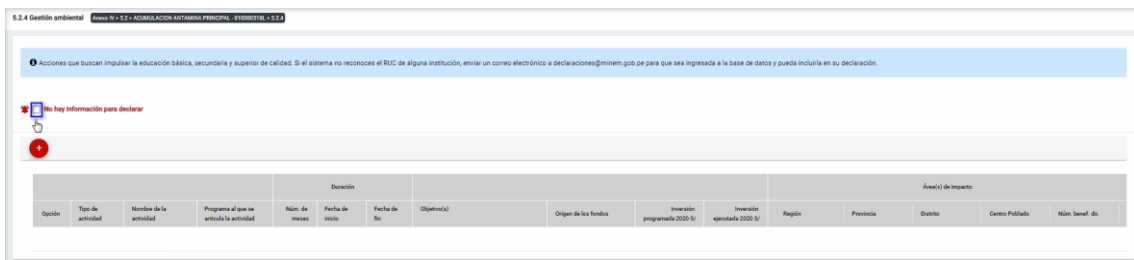 5.2.4 Gestión ambiental Anexo IV > 5.2 > ACUMULACION ANTAMINA PRINCIPAL - 010000518L > 5.2.4
Acciones que buscan impulsar la educación básica, secundaria y superior de calidad. Si el sistema no reconoces el RUC de alguna institución, enviar un correo electrónico a declaraciones@minem.gob.pe para que sea ingresada a la base de datos y pueda incluirla en su declaración.
No hay información para declarar
+
Duración Área(s) de impacto
Opción Tipo de actividad Nombre de la actividad Programa al que se articula la actividad Núm. de meses Fecha de inicio Fecha de fin Objetivo(s) Origen de los fondos Inversión programada 2020 S/ Inversión ejecutada 2020 S/ Región Provincia Distrito Centro Poblado Núm. benef. dir.